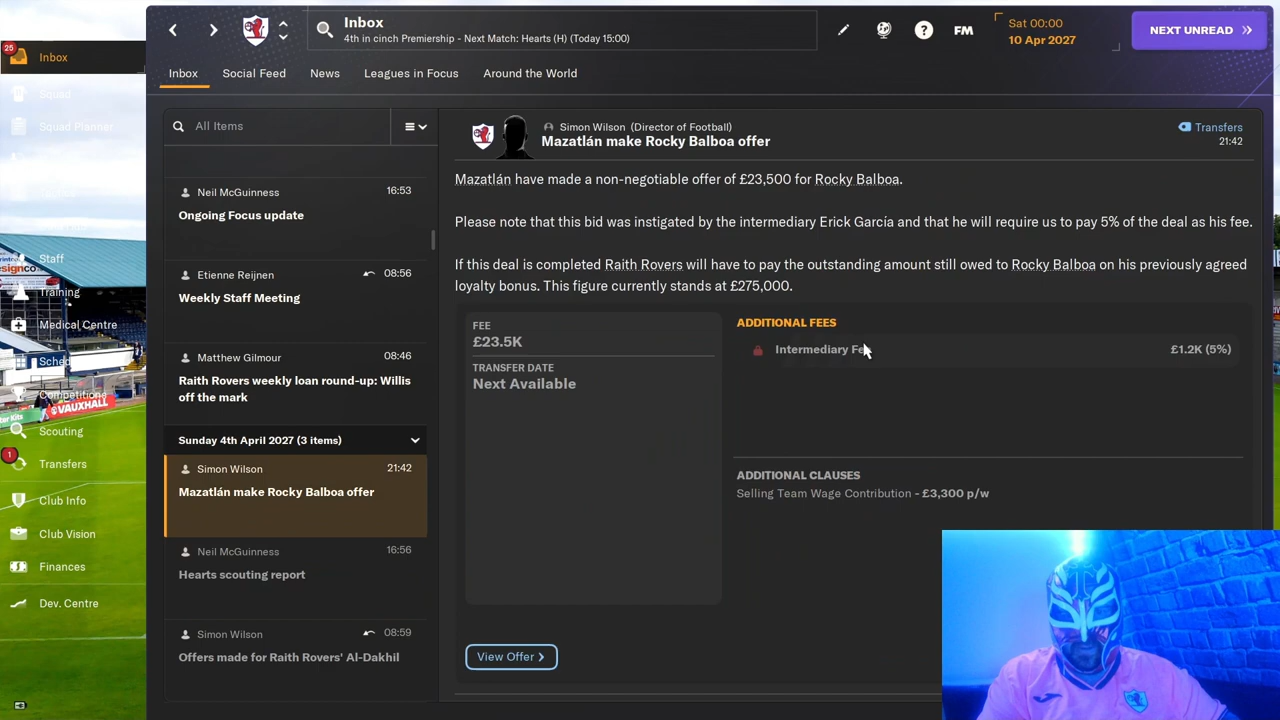 Inbox
4th in cinch Premiership - Next Match: Hearts (H) (Today 15:00)
?
FM
Sat 00:00
10 Apr 2027
NEXT UNREAD
25
Inbox
Squad
Squad Planner
Staff
Training
Medical Centre
Sched
Competitions
VAUXHALL
Scouting
1
Transfers
Club Info
Club Vision
Finances
Dev. Centre
Inbox
Social Feed
News
Leagues in Focus
Around the World
All Items
Neil McGuinness
16:53
Ongoing Focus update
Etienne Reijnen
08:56
Weekly Staff Meeting
Matthew Gilmour
08:46
Raith Rovers weekly loan round-up: Willis
off the mark
Sunday 4th April 2027 (3 items)
Simon Wilson
21:42
Mazatlán make Rocky Balboa offer
Neil McGuinness
16:56
Hearts scouting report
Simon Wilson
08:59
Offers made for Raith Rovers' Al-Dakhil
Simon Wilson (Director of Football)
Mazatlán make Rocky Balboa offer
Transfers
21:42
Mazatlán have made a non-negotiable offer of £23,500 for Rocky Balboa.
Please note that this bid was instigated by the intermediary Erick García and that he will require us to pay 5% of the deal as his fee.
If this deal is completed Raith Rovers will have to pay the outstanding amount still owed to Rocky Balboa on his previously agreed
loyalty bonus. This figure currently stands at £275,000.
FEE
£23.5K
TRANSFER DATE
Next Available
ADDITIONAL FEES
Intermediary Fee
£1.2K (5%)
ADDITIONAL CLAUSES
Selling Team Wage Contribution - £3,300 p/w
View Offer